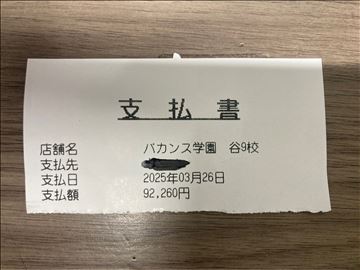 支払書
店舗名 バカンス学園 谷9校
支払先
支払日 2025年03月26日
支払額 92,260円